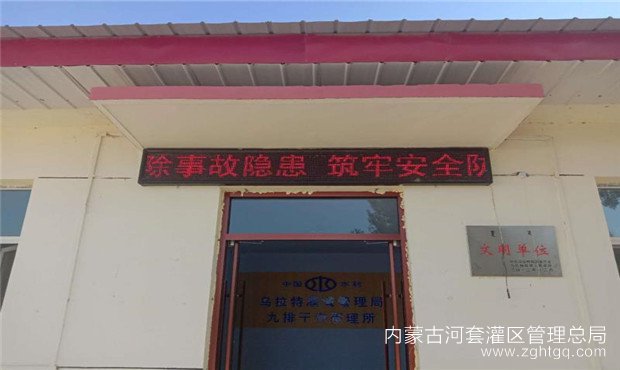 除事故隐患 筑牢安全防
文明单位
中国 水利
乌拉特灌域管理局
九排干沟管理所
内蒙古河套灌区管理总局
www.zghtgq.com